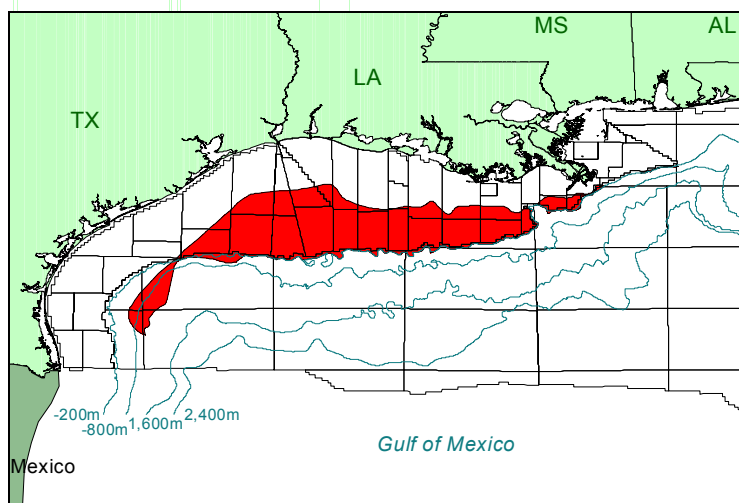 MS
AL
LA
TX
-200m
-800m
1,600m
2,400m
Gulf of Mexico
Mexico